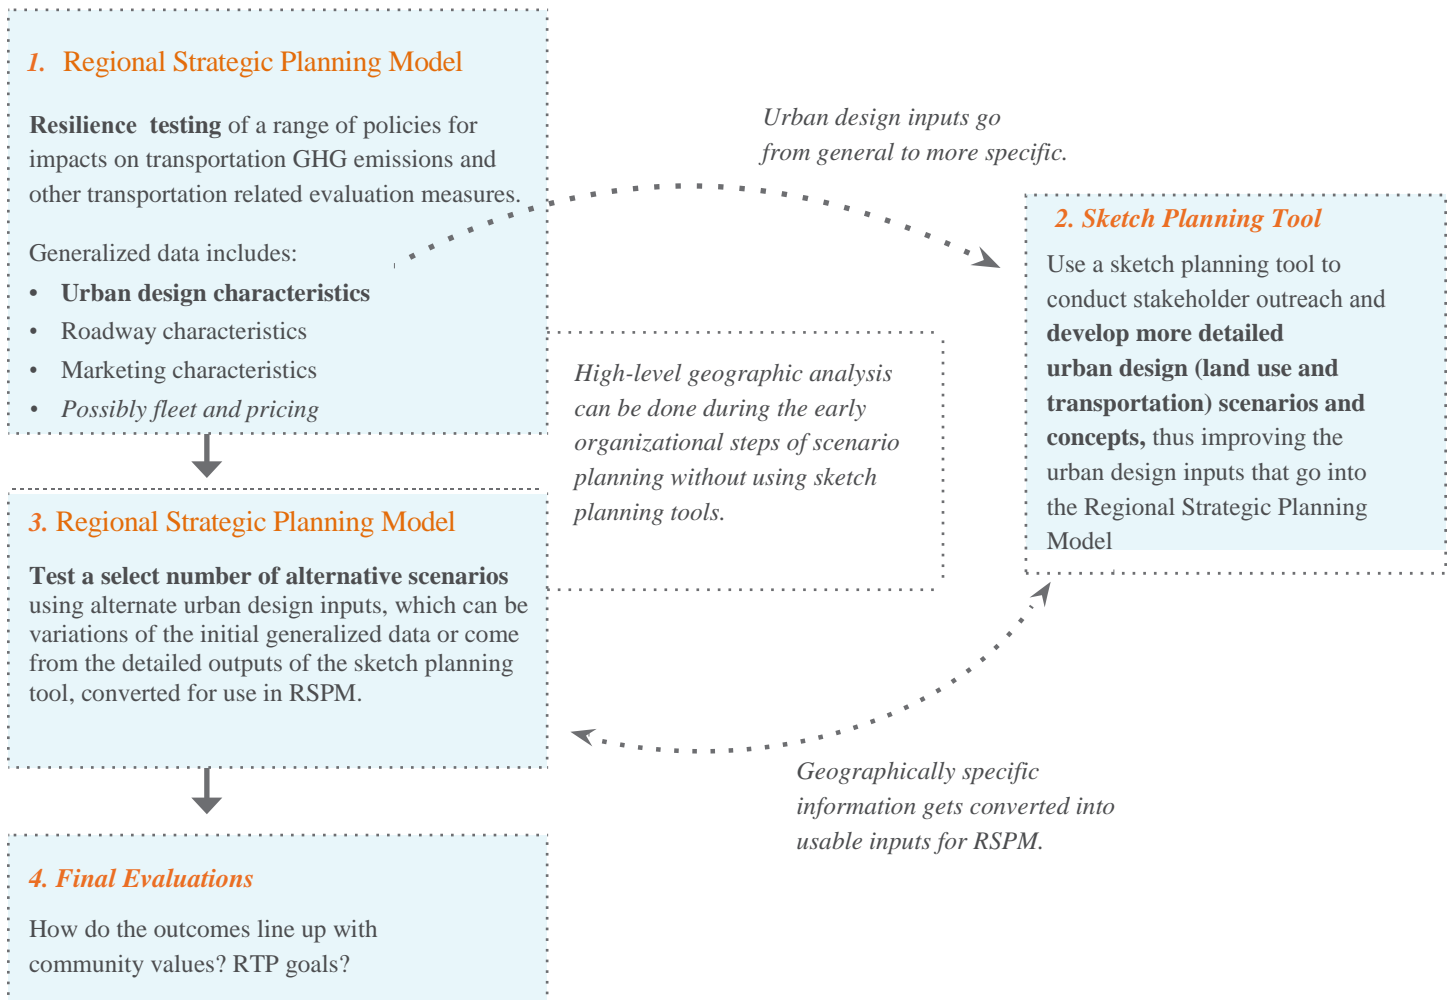 1. Regional Strategic Planning Model
Resilience testing of a range of policies for
impacts on transportation GHG emissions and
other transportation related evaluation measures.
Generalized data includes:
• Urban design characteristics
• Roadway characteristics
• Marketing characteristics
• Possibly fleet and pricing
Urban design inputs go
from general to more specific.
2. Sketch Planning Tool
Use a sketch planning tool to
conduct stakeholder outreach and
develop more detailed
urban design (land use and
transportation) scenarios and
concepts, thus improving the
urban design inputs that go into
the Regional Strategic Planning
Model
High-level geographic analysis
can be done during the early
organizational steps of scenario
planning without using sketch
planning tools.
3. Regional Strategic Planning Model
Test a select number of alternative scenarios
using alternate urban design inputs, which can be
variations of the initial generalized data or come
from the detailed outputs of the sketch planning
tool, converted for use in RSPM.
Geographically specific
information gets converted into
usable inputs for RSPM.
4. Final Evaluations
How do the outcomes line up with
community values? RTP goals?